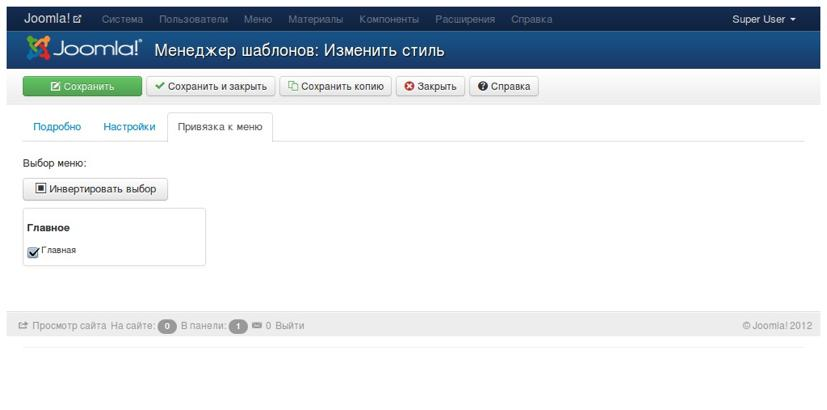 Joomla! Система Пользователи Меню Материалы Компоненты Расширения Справка Super User
Joomla!® Менеджер шаблонов: Изменить стиль
Сохранить Сохранить и закрыть Сохранить копию Закрыть Справка
Подробно Настройки Привязка к меню
Выбор меню:
Инвертировать выбор
Главное
Главная
Просмотр сайта На сайте: 0 В панели: 1 0 Выйти © Joomla! 2012